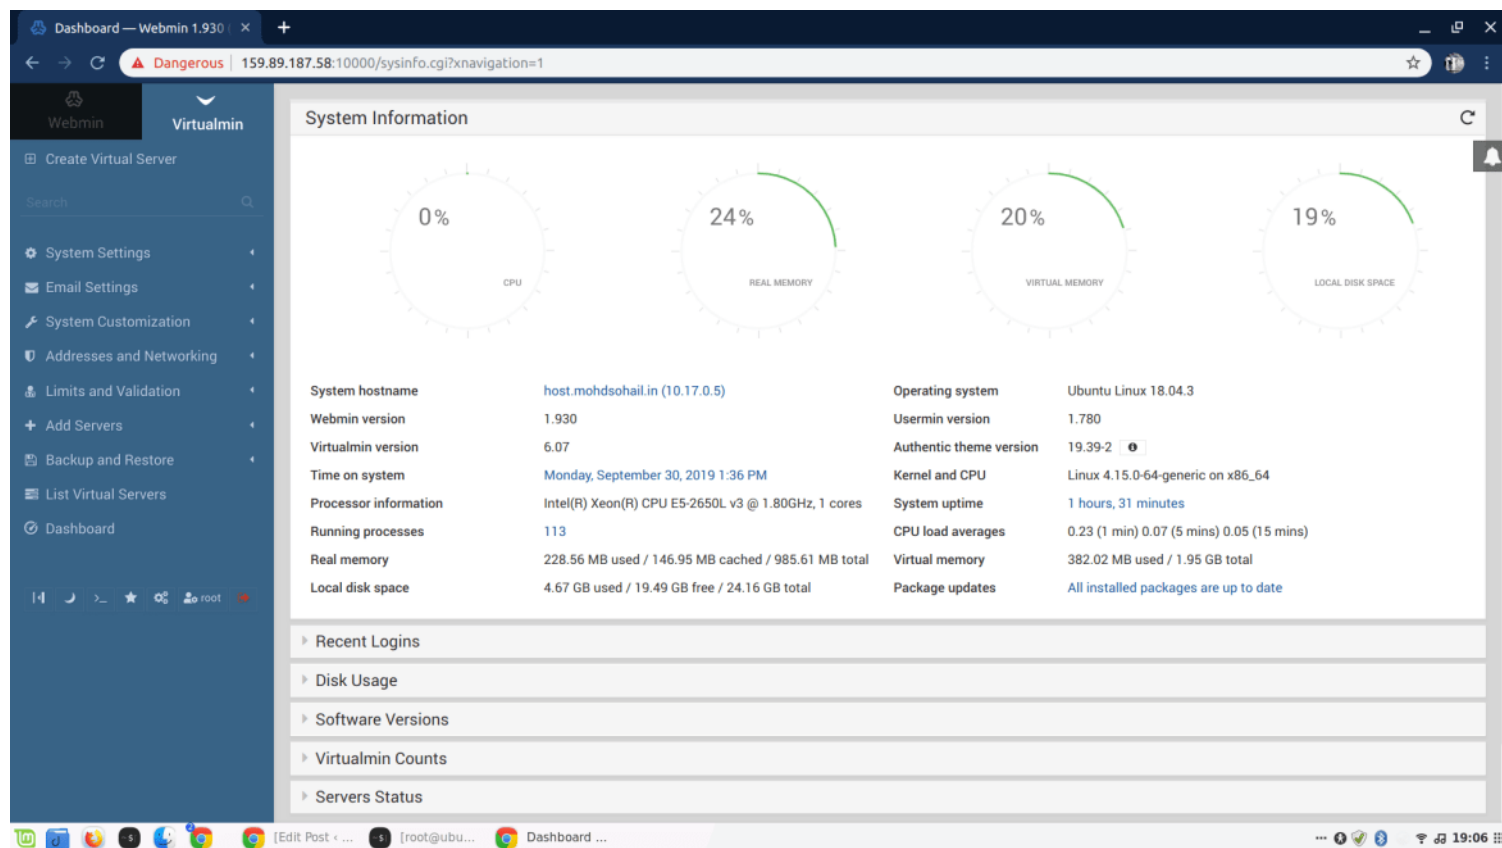 Dashboard — Webmin 1.930 (
Dangerous 159.89.187.58:10000/sysinfo.cgi?xnavigation=1
Webmin
Virtualmin
Create Virtual Server
Search
System Settings
Email Settings
System Customization
Addresses and Networking
Limits and Validation
Add Servers
Backup and Restore
List Virtual Servers
Dashboard
root
System Information
0% CPU
24% REAL MEMORY
20% VIRTUAL MEMORY
19% LOCAL DISK SPACE
System hostname host.mohdsohail.in (10.17.0.5) Operating system Ubuntu Linux 18.04.3
Webmin version 1.930 Usermin version 1.780
Virtualmin version 6.07 Authentic theme version 19.39-2
Time on system Monday, September 30, 2019 1:36 PM Kernel and CPU Linux 4.15.0-64-generic on x86_64
Processor information Intel(R) Xeon(R) CPU E5-2650L v3 @ 1.80GHz, 1 cores System uptime 1 hours, 31 minutes
Running processes 113 CPU load averages 0.23 (1 min) 0.07 (5 mins) 0.05 (15 mins)
Real memory 228.56 MB used / 146.95 MB cached / 985.61 MB total Virtual memory 382.02 MB used / 1.95 GB total
Local disk space 4.67 GB used / 19.49 GB free / 24.16 GB total Package updates All installed packages are up to date
Recent Logins
Disk Usage
Software Versions
Virtualmin Counts
Servers Status
[Edit Post ‹ ... [root@ubu... Dashboard ... 19:06